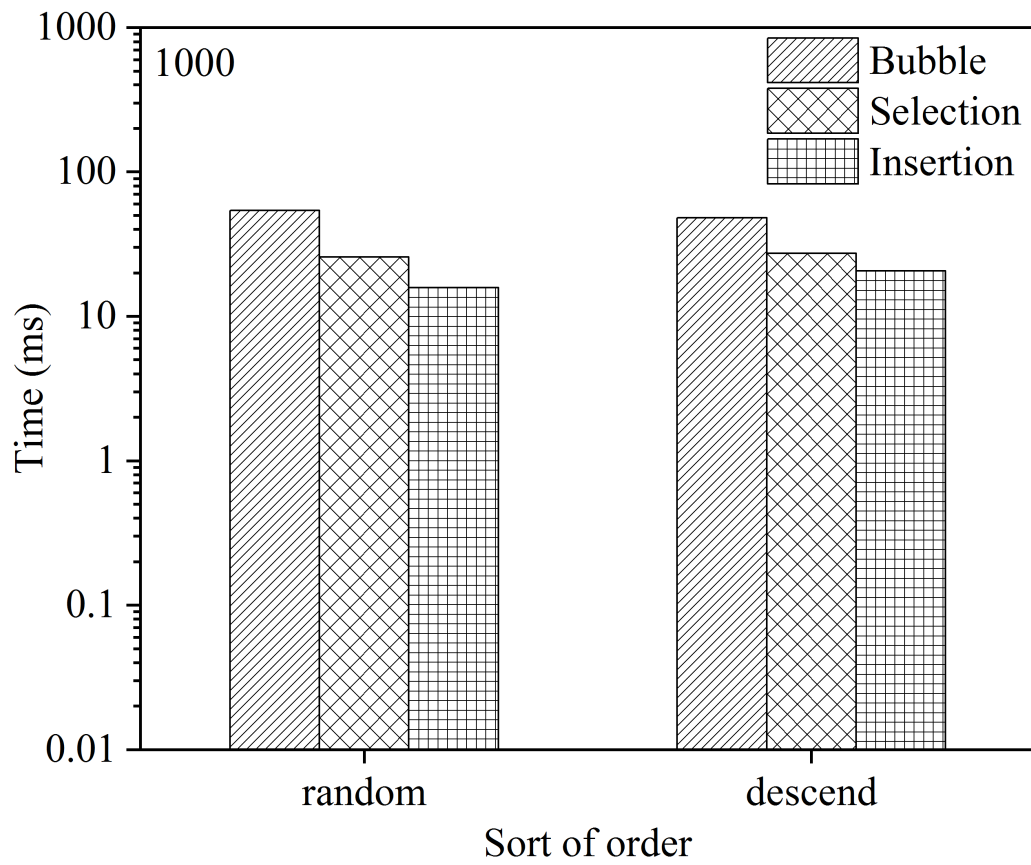 1000
100
10
1
0.1
0.01
Time (ms)
1000
Bubble
Selection
Insertion
random
descend
Sort of order